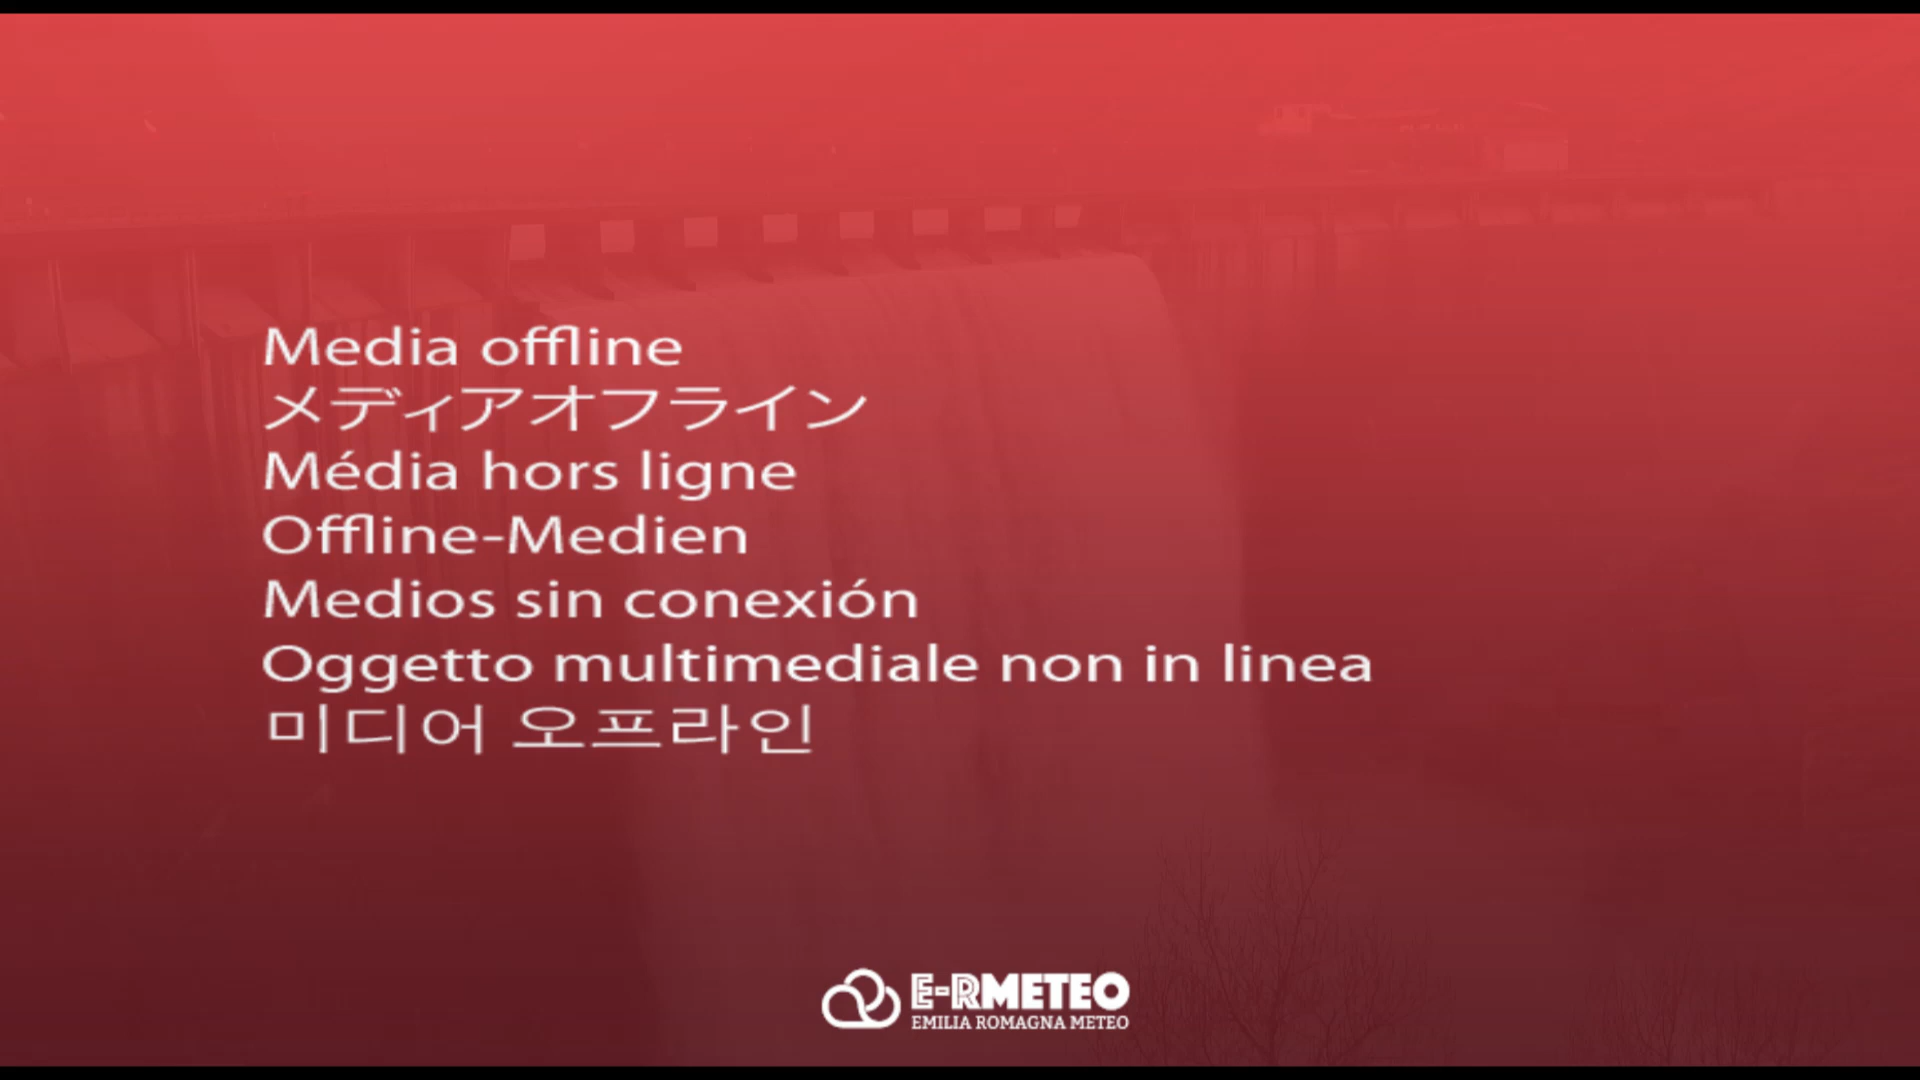 Media offline
メディアオフライン
Média hors ligne
Offline-Medien
Medios sin conexión
Oggetto multimediale non in linea
미디어 오프라인
E-RMETEO
EMILIA ROMAGNA METEO